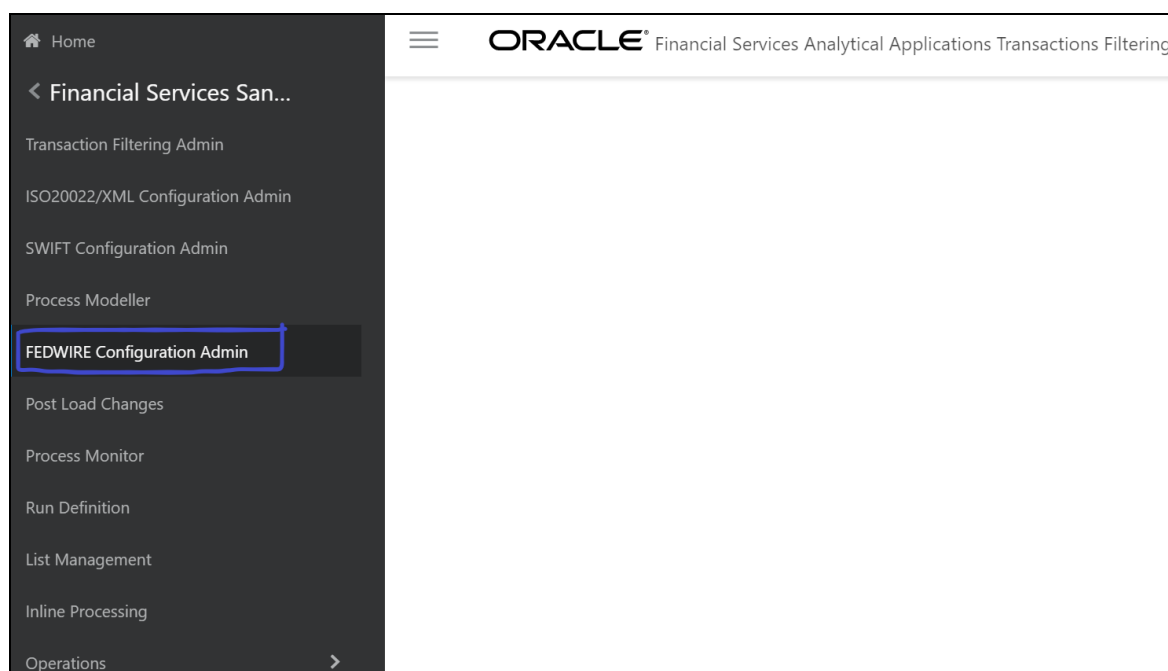 Home
ORACLE® Financial Services Analytical Applications Transactions Filtering
Financial Services San...
Transaction Filtering Admin
ISO20022/XML Configuration Admin
SWIFT Configuration Admin
Process Modeller
FEDWIRE Configuration Admin
Post Load Changes
Process Monitor
Run Definition
List Management
Inline Processing
Operations